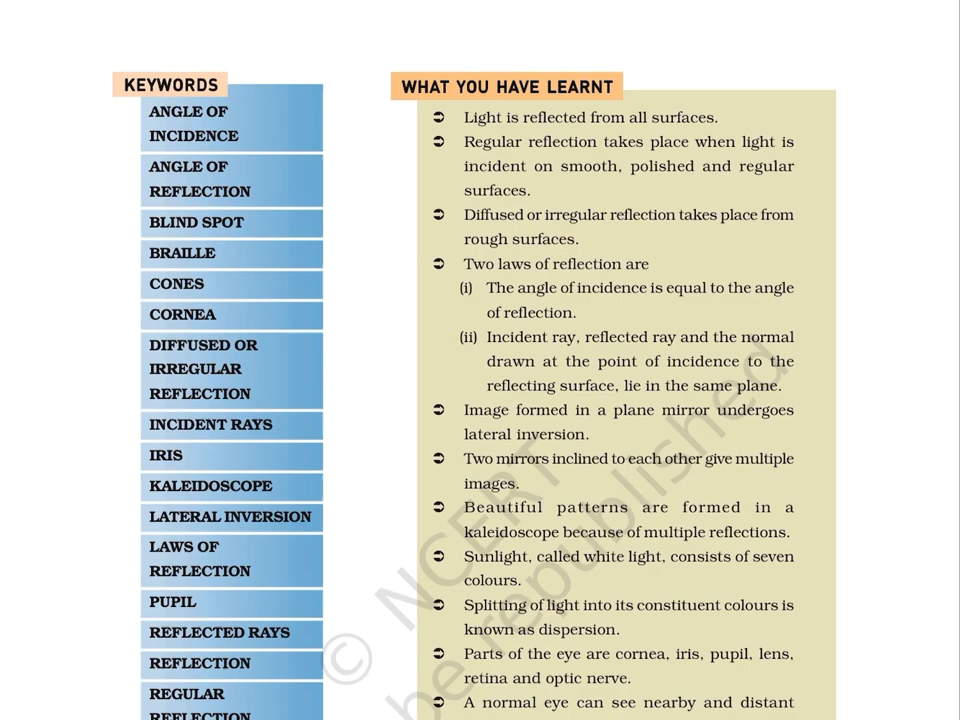 KEYWORDS
ANGLE OF
INCIDENCE
ANGLE OF
REFLECTION
BLIND SPOT
BRAILLE
CONES
CORNEA
DIFFUSED OR
IRREGULAR
REFLECTION
INCIDENT RAYS
IRIS
KALEIDOSCOPE
LATERAL INVERSION
LAWS OF
REFLECTION
PUPIL
REFLECTED RAYS
REFLECTION
REGULAR
REFLECTION
WHAT YOU HAVE LEARNT
➲ Light is reflected from all surfaces.
➲ Regular reflection takes place when light is
incident on smooth, polished and regular
surfaces.
➲ Diffused or irregular reflection takes place from
rough surfaces.
➲ Two laws of reflection are
(i) The angle of incidence is equal to the angle
of reflection.
(ii) Incident ray, reflected ray and the normal
drawn at the point of incidence to the
reflecting surface, lie in the same plane.
➲ Image formed in a plane mirror undergoes
lateral inversion.
➲ Two mirrors inclined to each other give multiple
images.
➲ Beautiful patterns are formed in a
kaleidoscope because of multiple reflections.
➲ Sunlight, called white light, consists of seven
colours.
➲ Splitting of light into its constituent colours is
known as dispersion.
➲ Parts of the eye are cornea, iris, pupil, lens,
retina and optic nerve.
➲ A normal eye can see nearby and distant
© NCERT
be republished